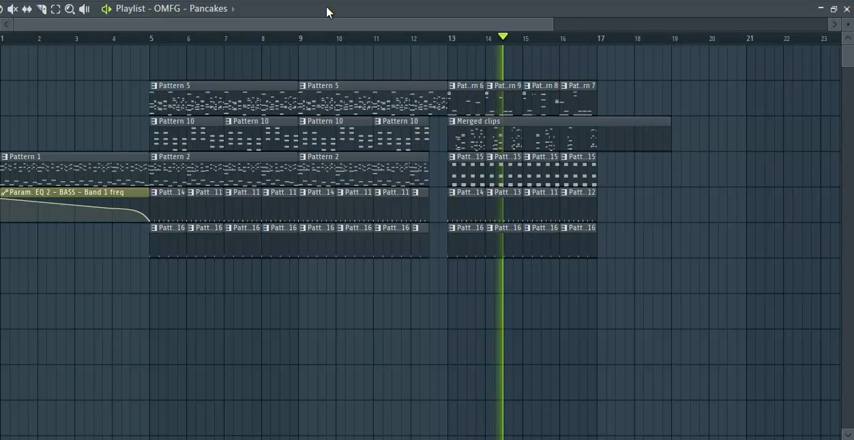 Playlist - OMFG - Pancakes ›
1 2 3 4 5 6 7 8 9 10 11 12 13 14 15 16 17 18 19 20 21 22 23
Pattern 5 Pattern 5 Pat..rn 6 Pat..rn 9 Pat..rn 8 Pat..rn 7
Pattern 10 Pattern 10 Pattern 10 Pattern 10 Merged clips
Pattern 1 Pattern 2 Pattern 2 Patt..15 Patt..15 Patt..15 Patt..15
Param. EQ 2 - BASS - Band 1 freq Patt..14 Patt..11 Patt..11 Patt..11 Patt..14 Patt..11 Patt..11 Patt..14 Patt..13 Patt..11 Patt..12
Patt..16 Patt..16 Patt..16 Patt..16 Patt..16 Patt..16 Patt..16 Patt..16 Patt..16 Patt..16 Patt..16